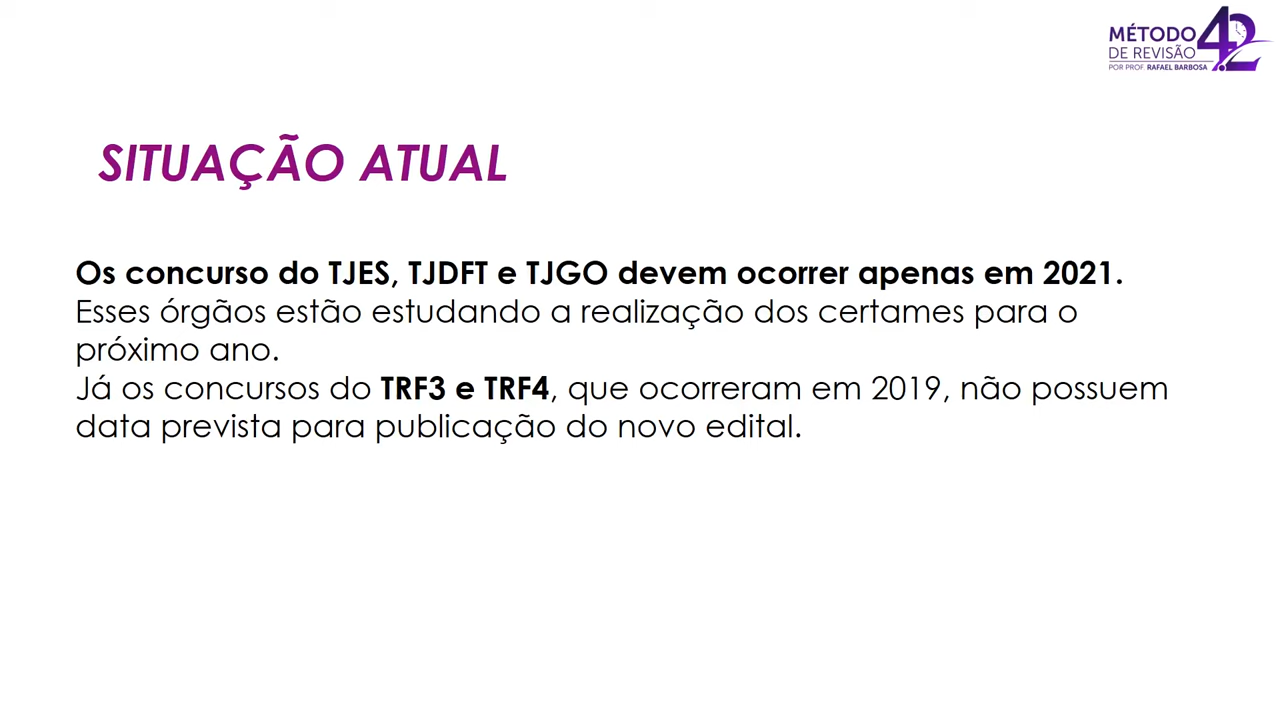 MÉTODO 4.2
DE REVISÃO
POR PROF. RAFAEL BARBOSA
SITUAÇÃO ATUAL
Os concurso do TJES, TJDFT e TJGO devem ocorrer apenas em 2021.
Esses órgãos estão estudando a realização dos certames para o
próximo ano.
Já os concursos do TRF3 e TRF4, que ocorreram em 2019, não possuem
data prevista para publicação do novo edital.